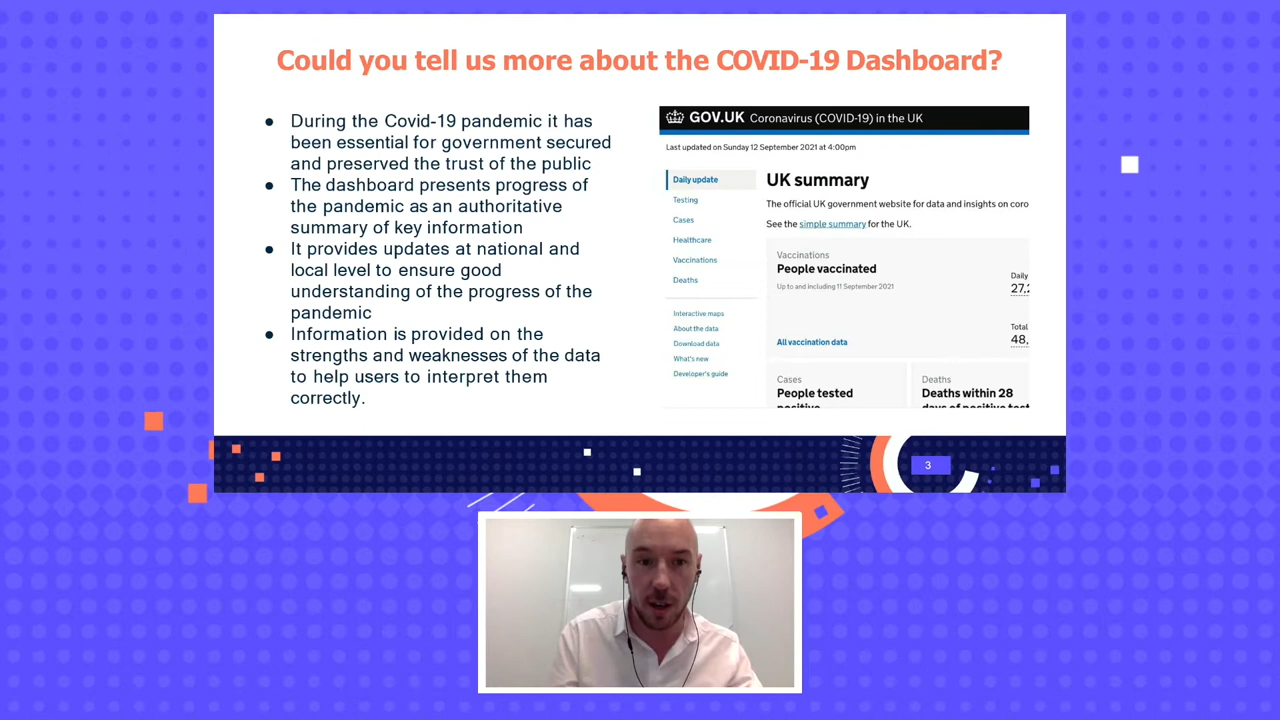 Could you tell us more about the COVID-19 Dashboard?
● During the Covid-19 pandemic it has
been essential for government secured
and preserved the trust of the public
● The dashboard presents progress of
the pandemic as an authoritative
summary of key information
● It provides updates at national and
local level to ensure good
understanding of the progress of the
pandemic
● Information is provided on the
strengths and weaknesses of the data
to help users to interpret them
correctly.
GOV.UK Coronavirus (COVID-19) in the UK
Last updated on Sunday 12 September 2021 at 4:00pm
Daily update
Testing
Cases
Healthcare
Vaccinations
Deaths
Interactive maps
About the data
Download data
What's new
Developer's guide
UK summary
The official UK government website for data and insights on coro
See the simple summary for the UK.
Vaccinations
People vaccinated
Up to and including 11 September 2021
Daily
27,2
Total
48,
All vaccination data
Cases
People tested
positive
Deaths
Deaths within 28
days of positive test
3